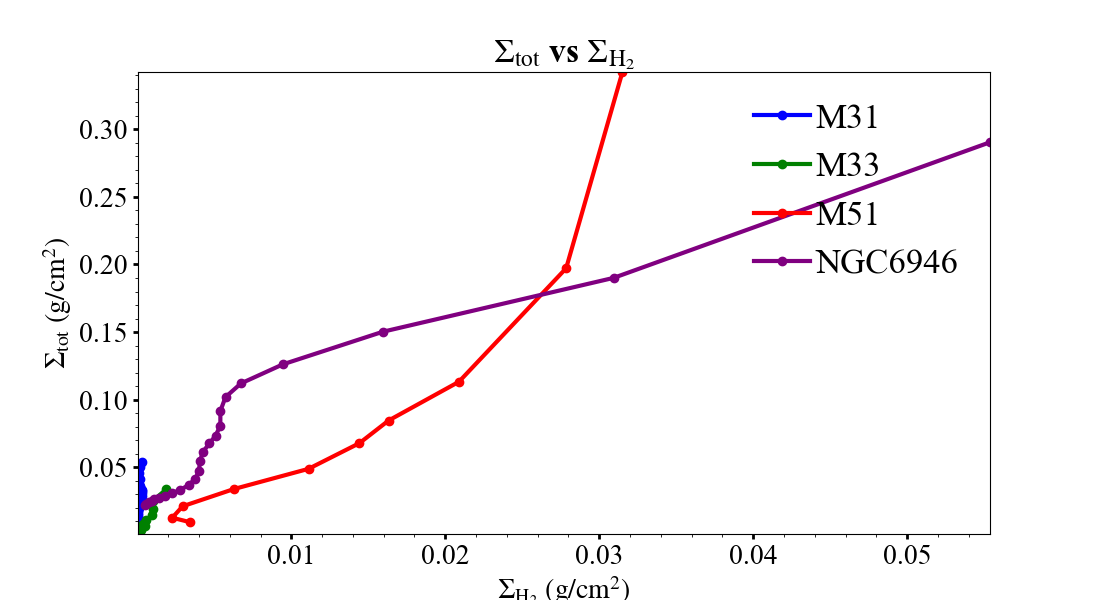 Σtot vs ΣH2
M31
M33
M51
NGC6946
0.30
0.25
0.20
0.15
0.10
0.05
Σtot (g/cm²)
0.01 0.02 0.03 0.04 0.05
ΣH2 (g/cm²)